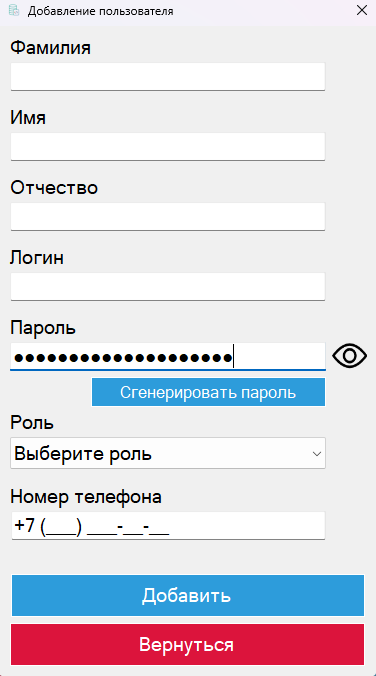 Добавление пользователя
Фамилия
Имя
Отчество
Логин
Пароль
●●●●●●●●●●●●●●●●●●●●
Сгенерировать пароль
Роль
Выберите роль
Номер телефона
+7 (___) ___-__-__
Добавить
Вернуться